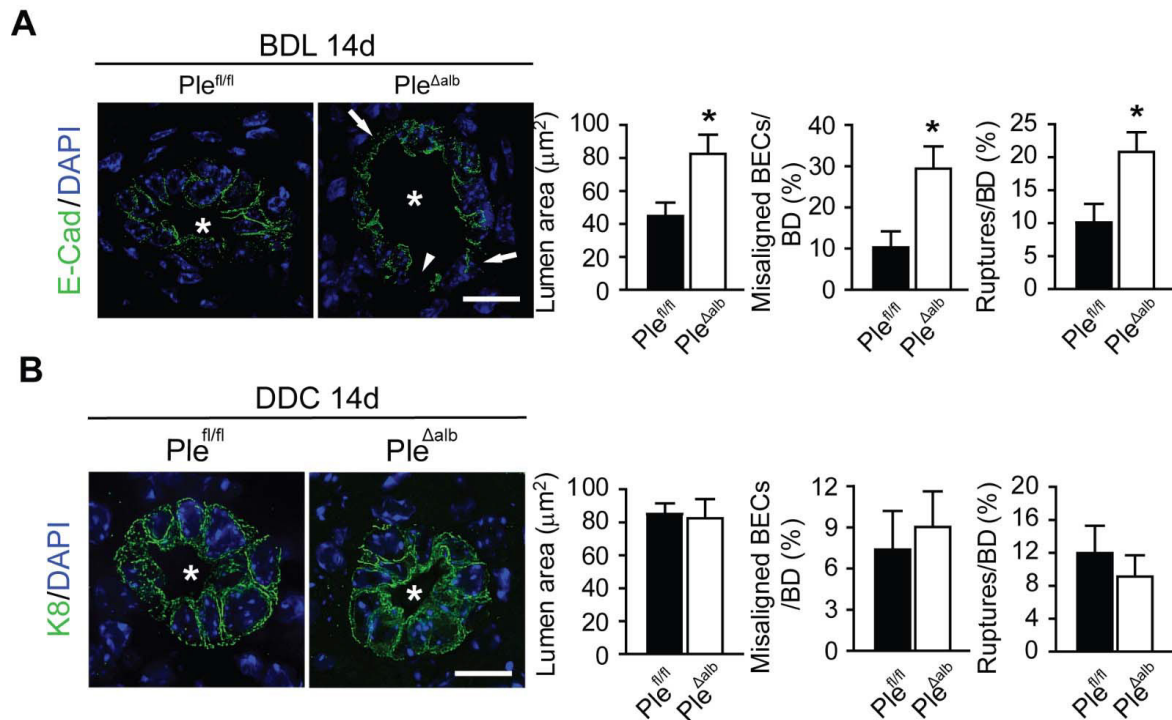 A
BDL 14d
Ple^fl/fl Ple^Δalb
E-Cad/DAPI
*
*
Lumen area (μm²)
100
80
60
40
20
0
Ple^fl/fl
Ple^Δalb
*
Misaligned BECs/
BD (%)
40
30
20
10
0
Ple^fl/fl
Ple^Δalb
*
Ruptures/BD (%)
25
20
15
10
5
0
Ple^fl/fl
Ple^Δalb
*
B
DDC 14d
Ple^fl/fl Ple^Δalb
K8/DAPI
*
*
Lumen area (μm²)
100
80
60
40
20
0
Ple^fl/fl
Ple^Δalb
Misaligned BECs
/BD (%)
12
9
6
3
0
Ple^fl/fl
Ple^Δalb
Ruptures/BD (%)
20
16
12
8
4
0
Ple^fl/fl
Ple^Δalb